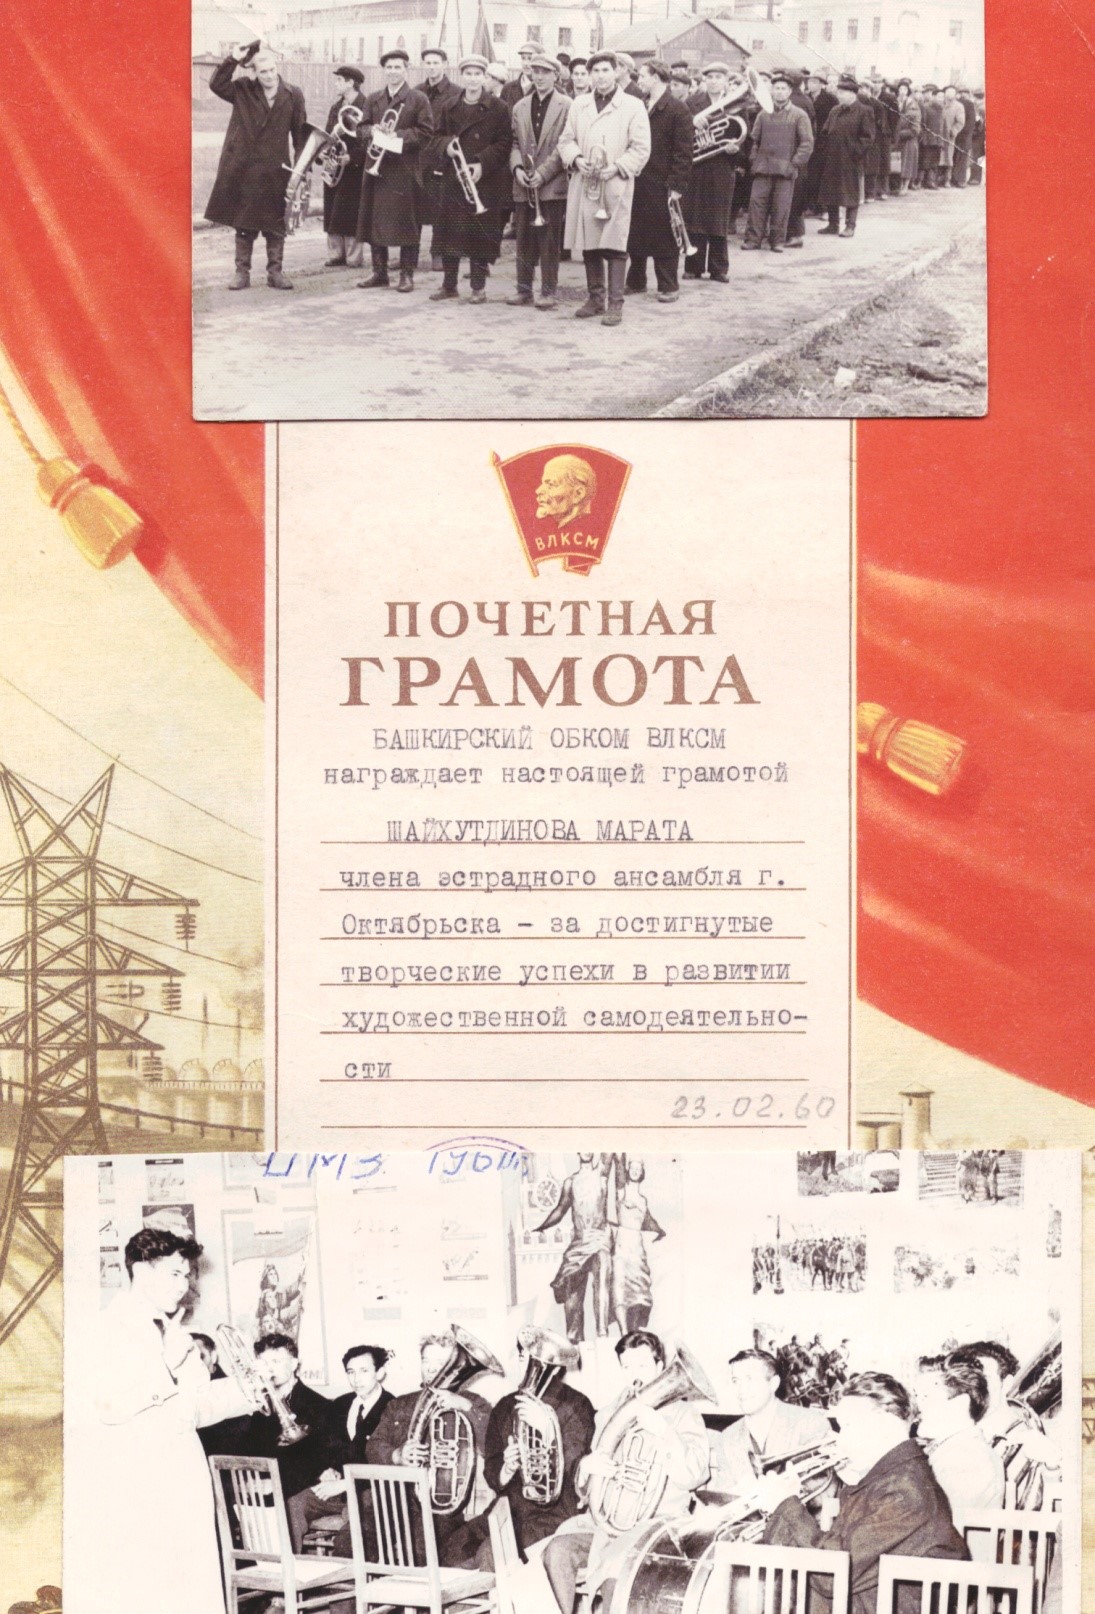 ВЛКСМ
ПОЧЕТНАЯ
ГРАМОТА
БАШКИРСКИЙ ОБКОМ ВЛКСМ
награждает настоящей грамотой
ШАЙХУТДИНОВА МАРАТА
члена эстрадного ансамбля г.
Октябрьска - за достигнутые
творческие успехи в развитии
художественной самодеятельно-
сти
23.02.60